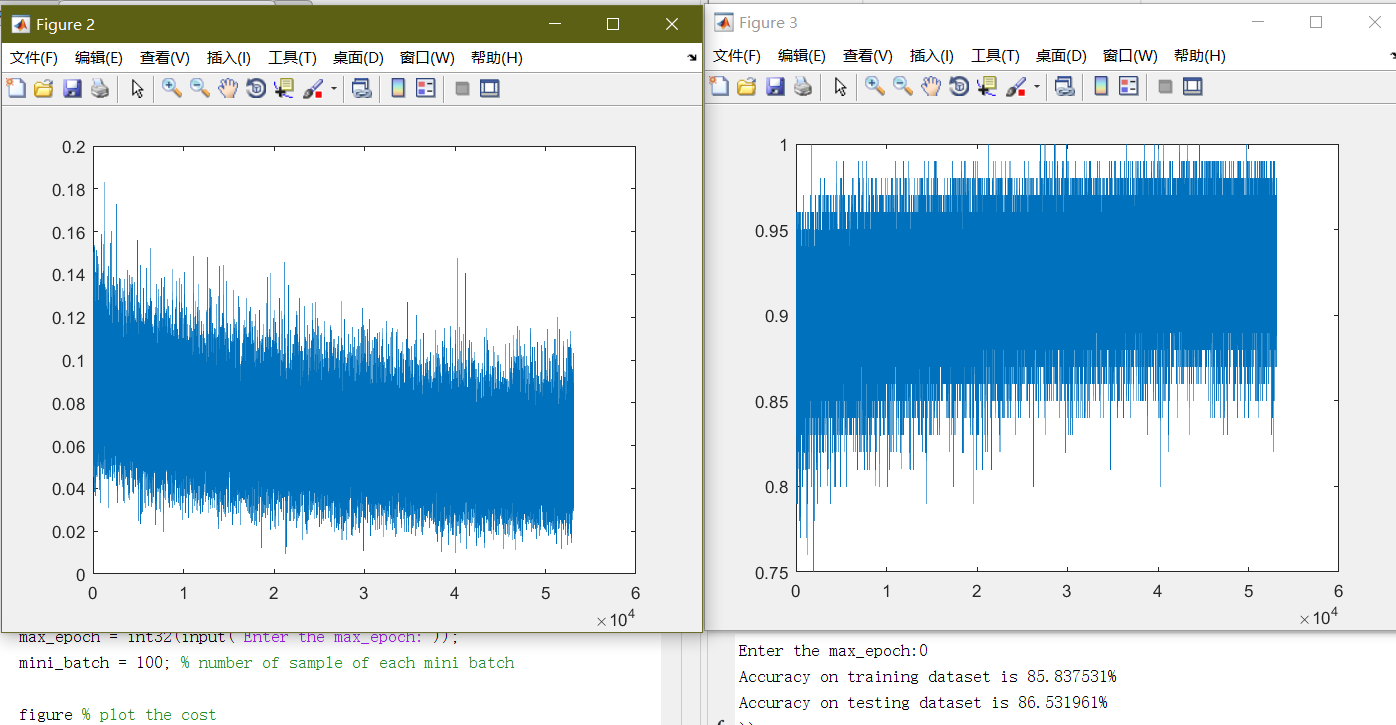 Figure 2
文件(F) 编辑(E) 查看(V) 插入(I) 工具(T) 桌面(D) 窗口(W) 帮助(H)
0.2
0.18
0.16
0.14
0.12
0.1
0.08
0.06
0.04
0.02
0
0 1 2 3 4 5 6
×10⁴
max_epoch = int32(input('Enter the max_epoch:'));
mini_batch = 100; % number of sample of each mini batch
figure % plot the cost
Figure 3
文件(F) 编辑(E) 查看(V) 插入(I) 工具(T) 桌面(D) 窗口(W) 帮助(H)
1
0.95
0.9
0.85
0.8
0.75
0 1 2 3 4 5 6
×10⁴
Enter the max_epoch:0
Accuracy on training dataset is 85.837531%
Accuracy on testing dataset is 86.531961%